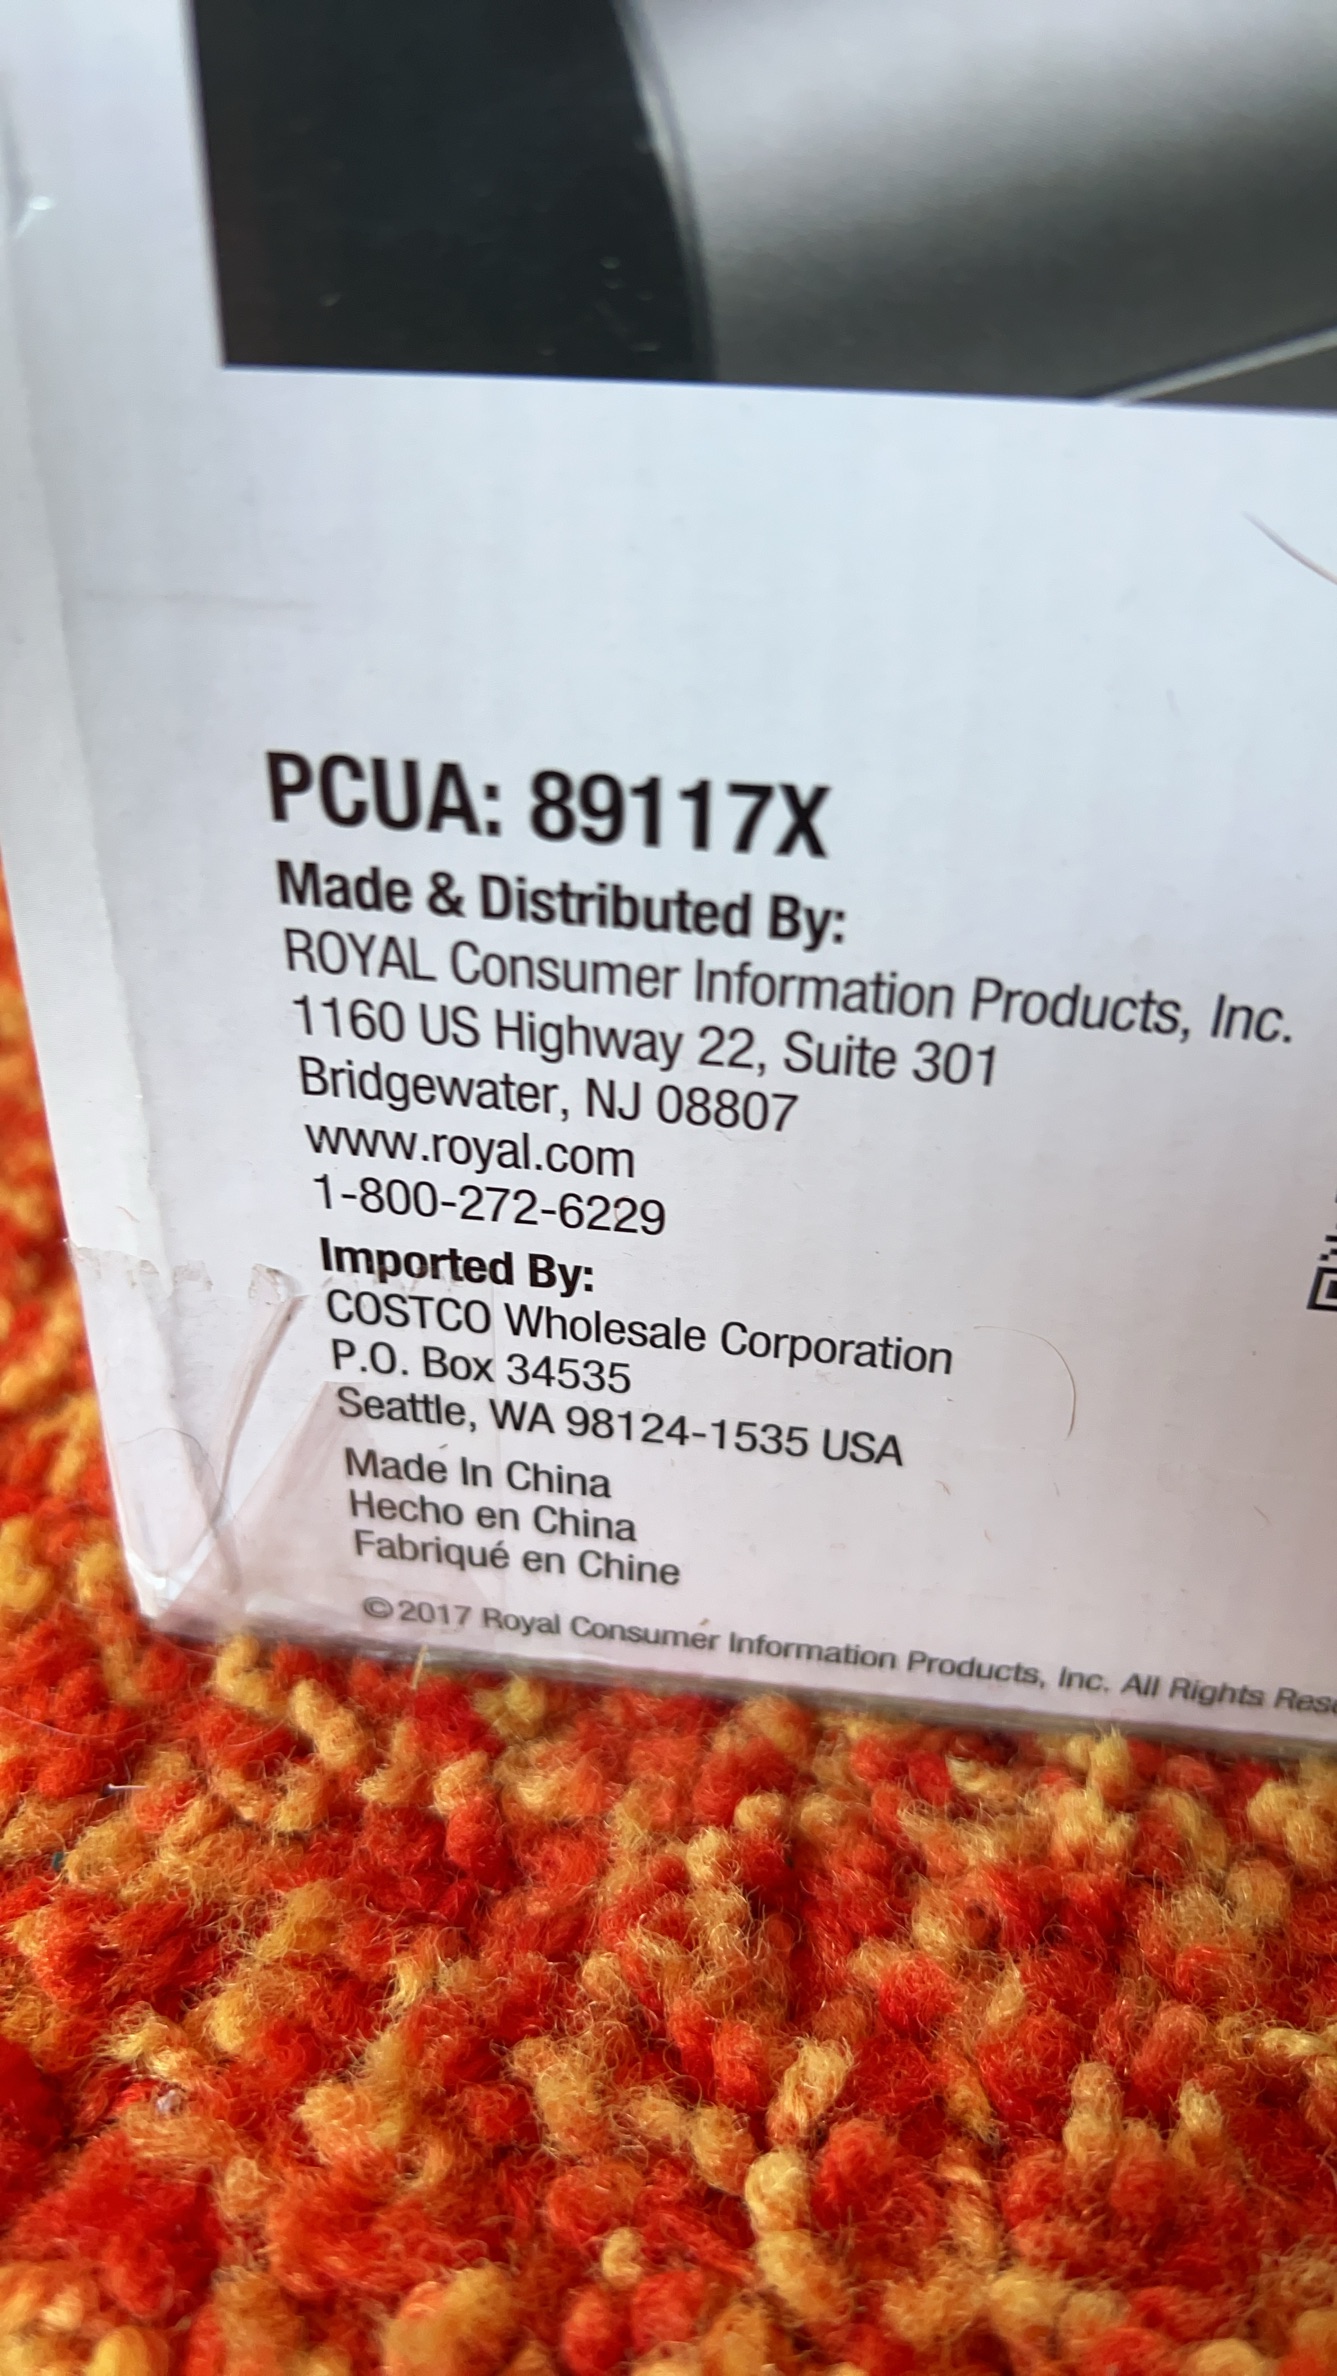 PCUA: 89117X
Made & Distributed By:
ROYAL Consumer Information Products, Inc.
1160 US Highway 22, Suite 301
Bridgewater, NJ 08807
www.royal.com
1-800-272-6229
Imported By:
COSTCO Wholesale Corporation
P.O. Box 34535
Seattle, WA 98124-1535 USA
Made In China
Hecho en China
Fabriqué en Chine
©2017 Royal Consumer Information Products, Inc. All Rights